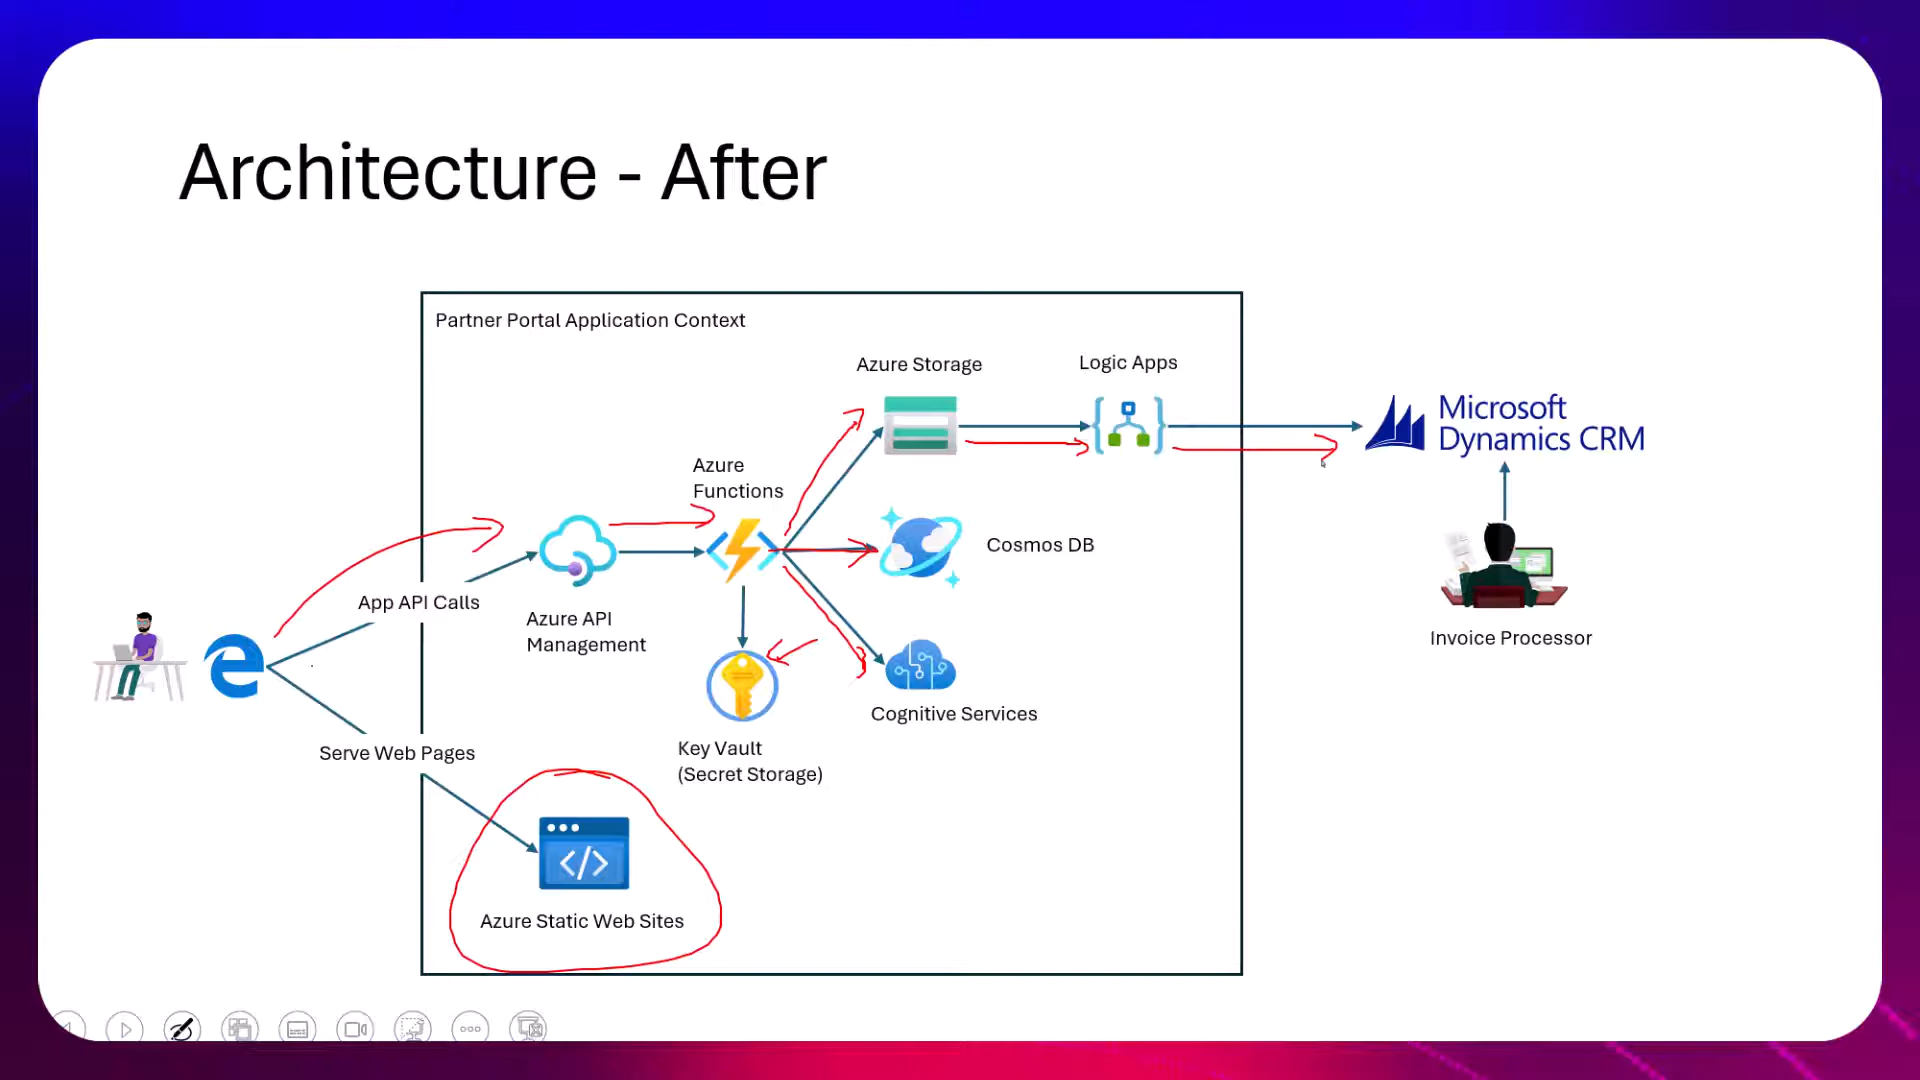 Architecture - After
Partner Portal Application Context
Azure Storage
Logic Apps
Microsoft
Dynamics CRM
Azure
Functions
Cosmos DB
App API Calls
Azure API
Management
Invoice Processor
Cognitive Services
Serve Web Pages
Key Vault
(Secret Storage)
Azure Static Web Sites